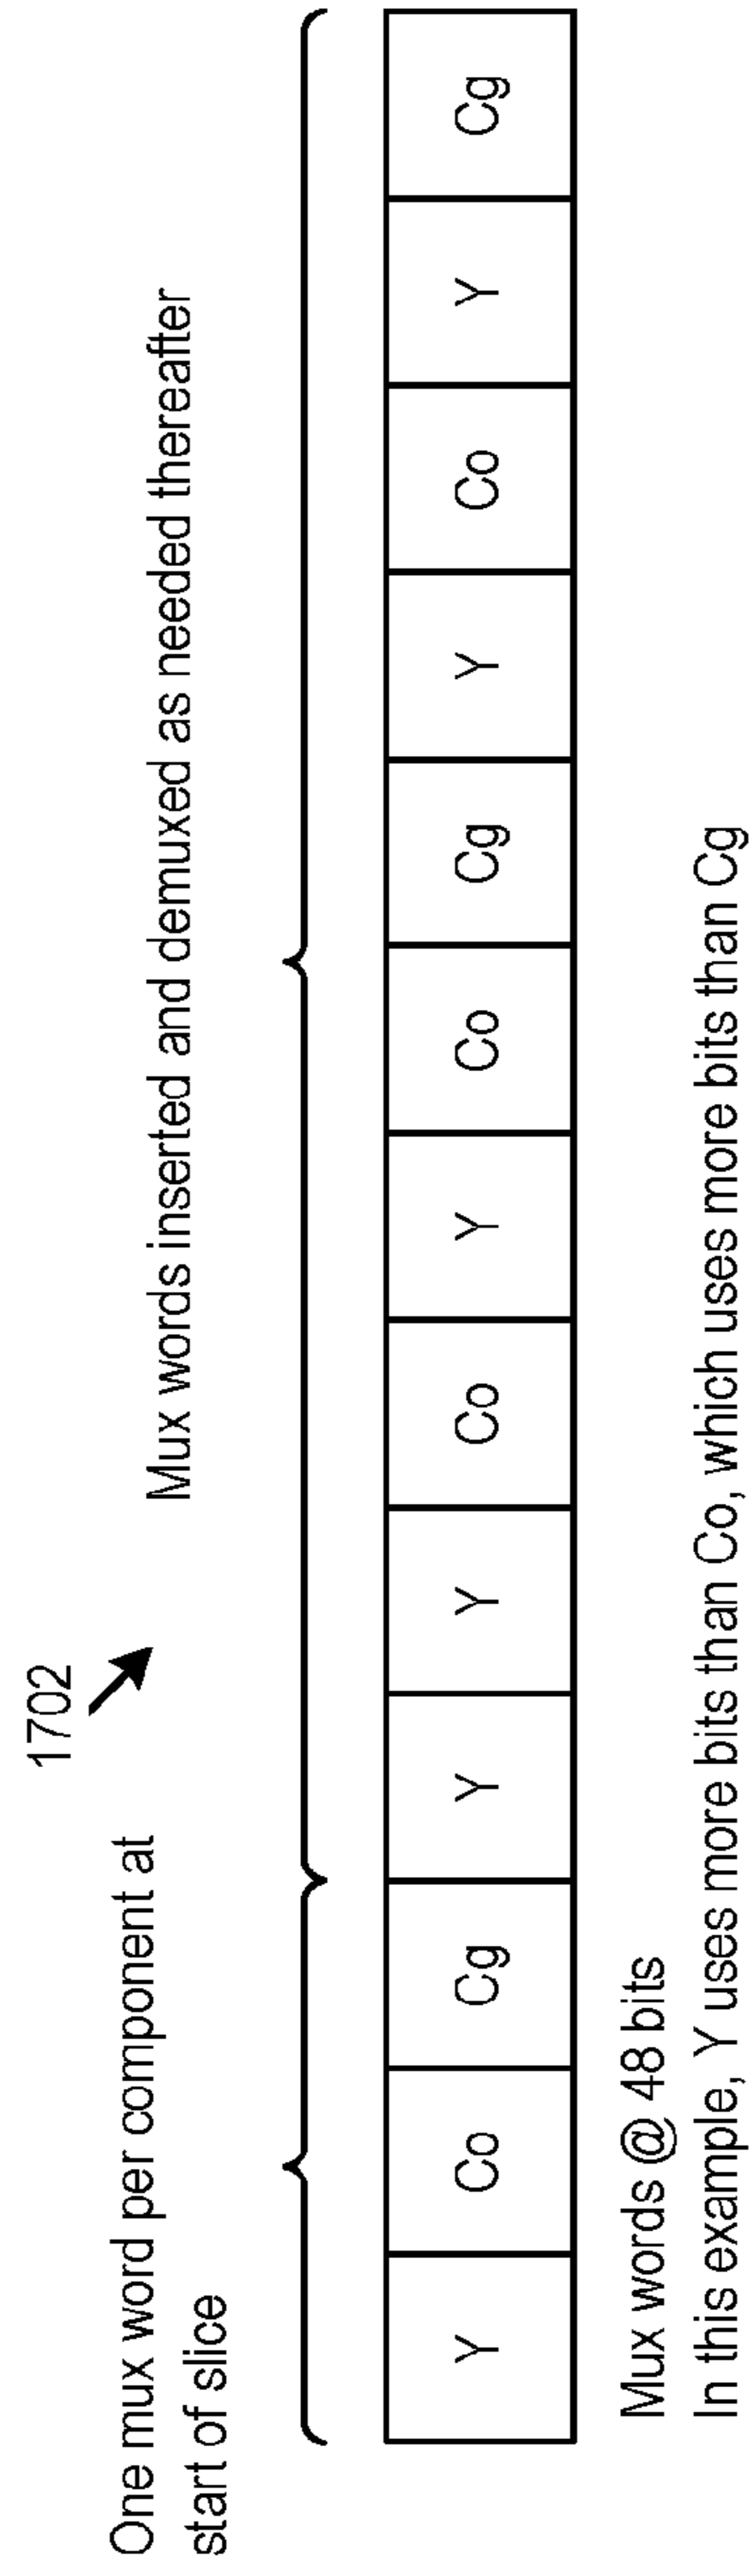 1702
One mux word per component at
start of slice
Mux words inserted and demuxed as needed thereafter
Y Co Cg Y Y Co Y Co Cg Y Co Y Cg
Mux words @ 48 bits
In this example, Y uses more bits than Co, which uses more bits than Cg